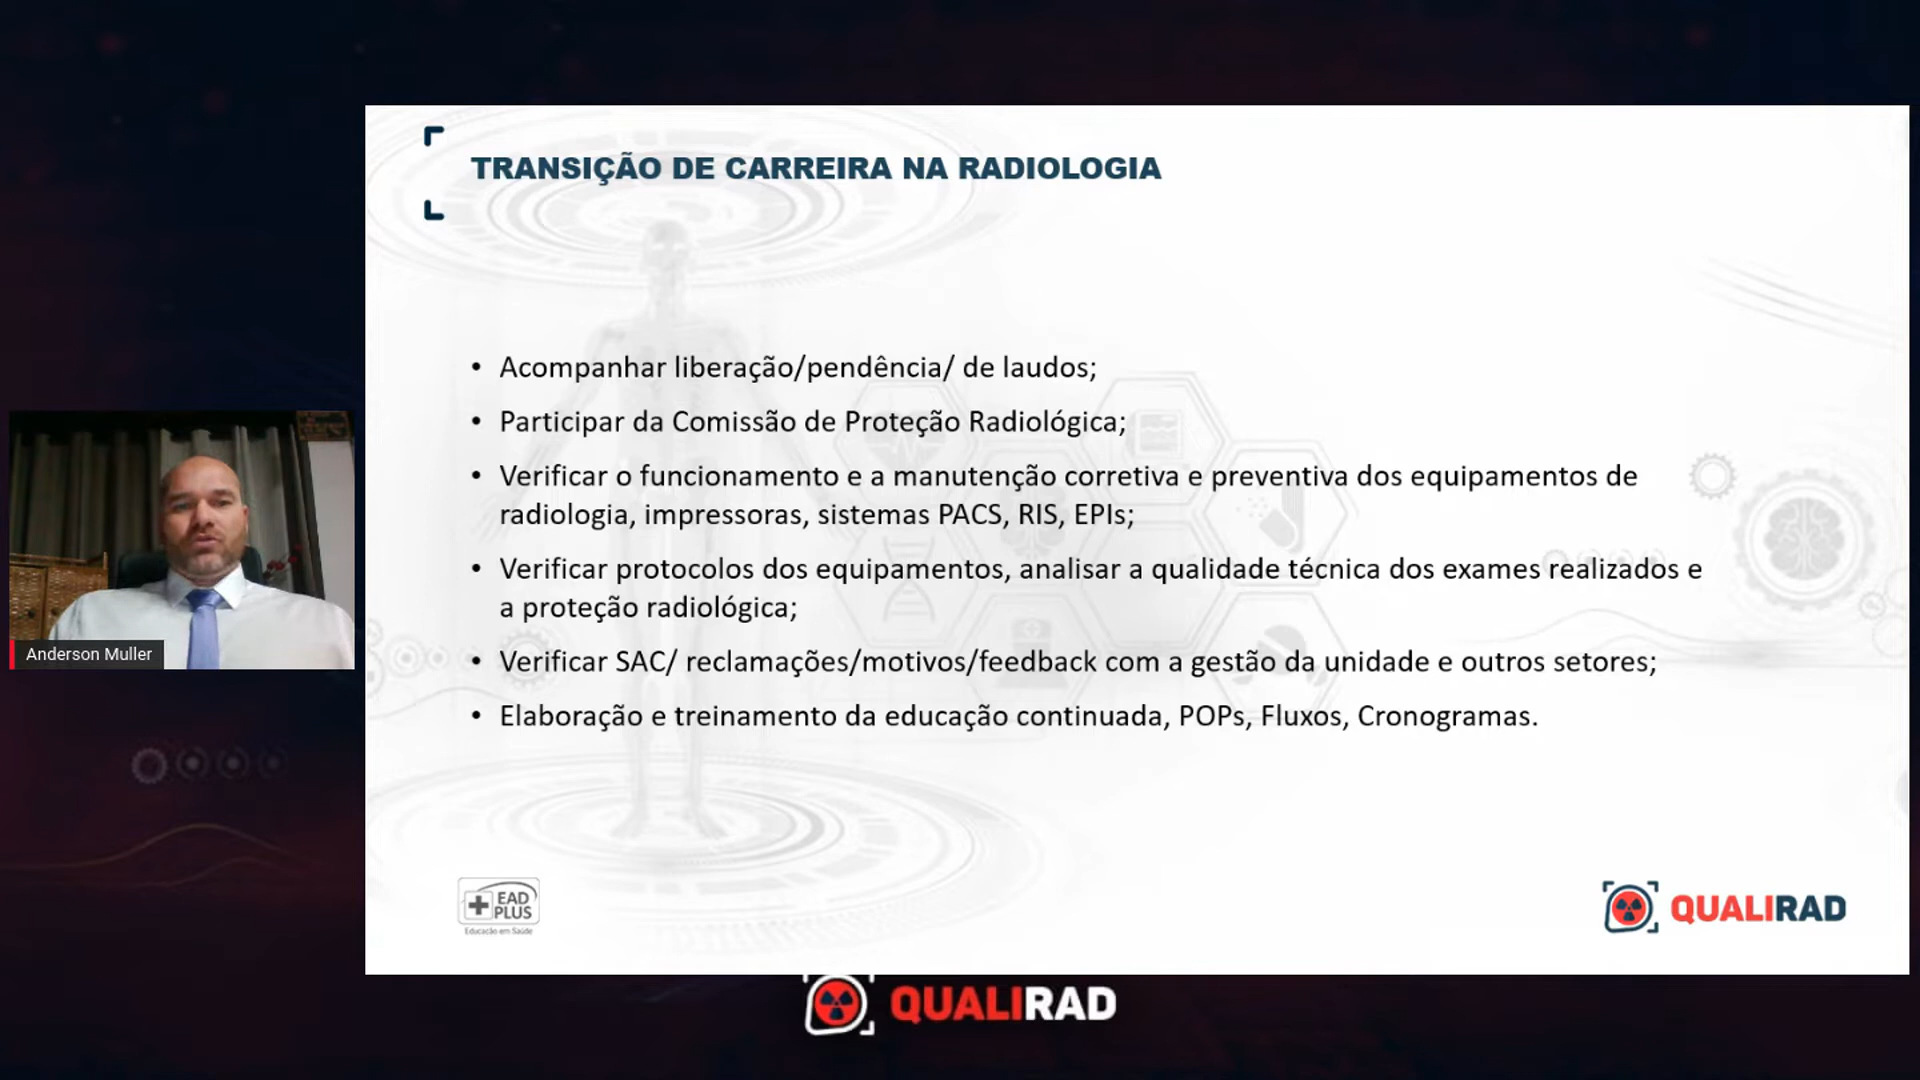 TRANSIÇÃO DE CARREIRA NA RADIOLOGIA
• Acompanhar liberação/pendência/ de laudos;
• Participar da Comissão de Proteção Radiológica;
• Verificar o funcionamento e a manutenção corretiva e preventiva dos equipamentos de
radiologia, impressoras, sistemas PACS, RIS, EPIs;
• Verificar protocolos dos equipamentos, analisar a qualidade técnica dos exames realizados e
a proteção radiológica;
• Verificar SAC/ reclamações/motivos/feedback com a gestão da unidade e outros setores;
• Elaboração e treinamento da educação continuada, POPs, Fluxos, Cronogramas.
Anderson Muller
EAD
PLUS
Educação em Saúde
QUALIRAD
QUALIRAD